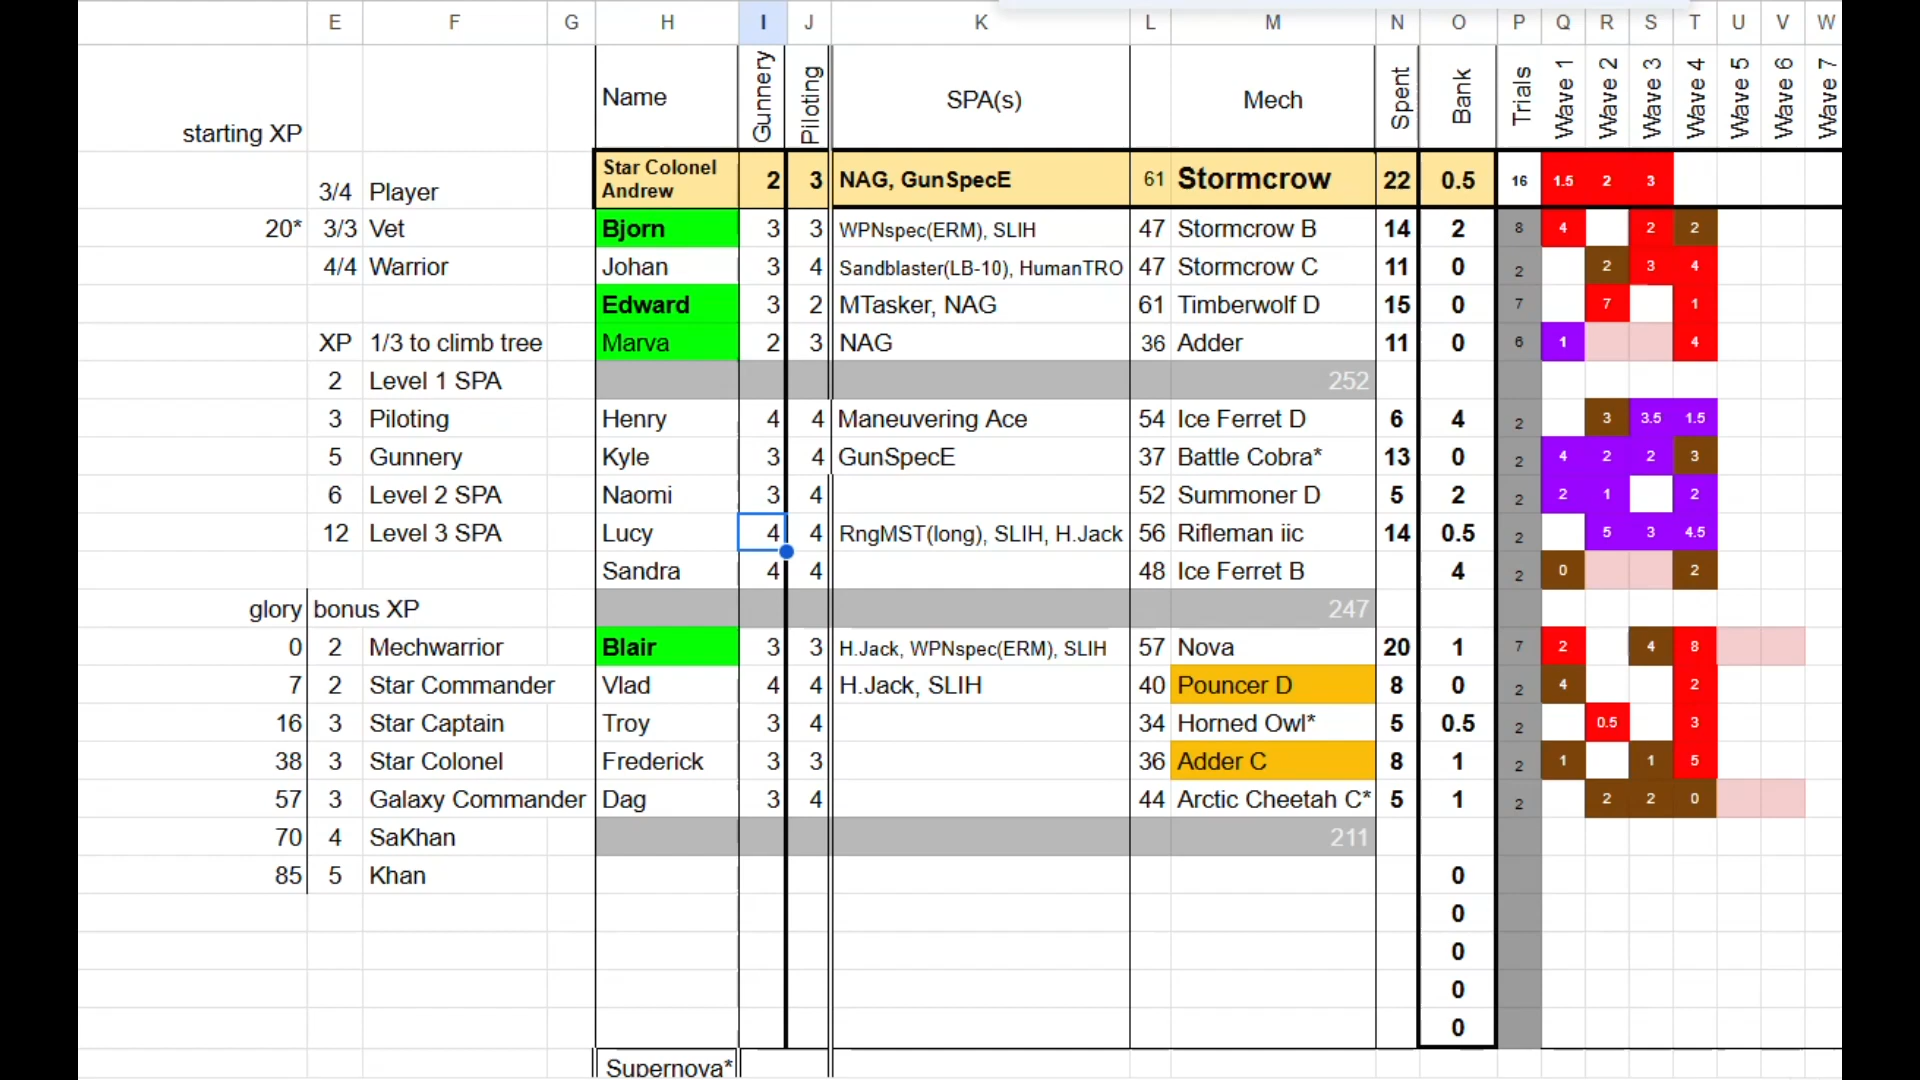 E F G H I J K L M N O P Q R S T U V W
starting XP Name Gunnery Piloting SPA(s) Mech Spent Bank Trials Wave 1 Wave 2 Wave 3 Wave 4 Wave 5 Wave 6 Wave 7
3/4 Player Star Colonel Andrew 2 3 NAG, GunSpecE 61 Stormcrow 22 0.5 16 1.5 2 3
20* 3/3 Vet Bjorn 3 3 WPNspec(ERM), SLIH 47 Stormcrow B 14 2 8 4 2 2
4/4 Warrior Johan 3 4 Sandblaster(LB-10), HumanTRO 47 Stormcrow C 11 0 2 2 3 4
Edward 3 2 MTasker, NAG 61 Timberwolf D 15 0 7 7 1
XP 1/3 to climb tree Marva 2 3 NAG 36 Adder 11 0 6 1 4
2 Level 1 SPA 252
3 Piloting Henry 4 4 Maneuvering Ace 54 Ice Ferret D 6 4 2 3 3.5 1.5
5 Gunnery Kyle 3 4 GunSpecE 37 Battle Cobra* 13 0 2 4 2 2 3
6 Level 2 SPA Naomi 3 4 52 Summoner D 5 2 2 2 1 2
12 Level 3 SPA Lucy 4 4 RngMST(long), SLIH, H.Jack 56 Rifleman iic 14 0.5 2 5 3 4.5
Sandra 4 4 48 Ice Ferret B 4 2 0 2
glory bonus XP 247
0 2 Mechwarrior Blair 3 3 H.Jack, WPNspec(ERM), SLIH 57 Nova 20 1 7 2 4 8
7 2 Star Commander Vlad 4 4 H.Jack, SLIH 40 Pouncer D 8 0 2 4 2
16 3 Star Captain Troy 3 4 34 Horned Owl* 5 0.5 2 0.5 3
38 3 Star Colonel Frederick 3 3 36 Adder C 8 1 2 1 1 5
57 3 Galaxy Commander Dag 3 4 44 Arctic Cheetah C* 5 1 2 2 2 0
70 4 SaKhan 211
85 5 Khan 0
0
0
0
0
Supernova*